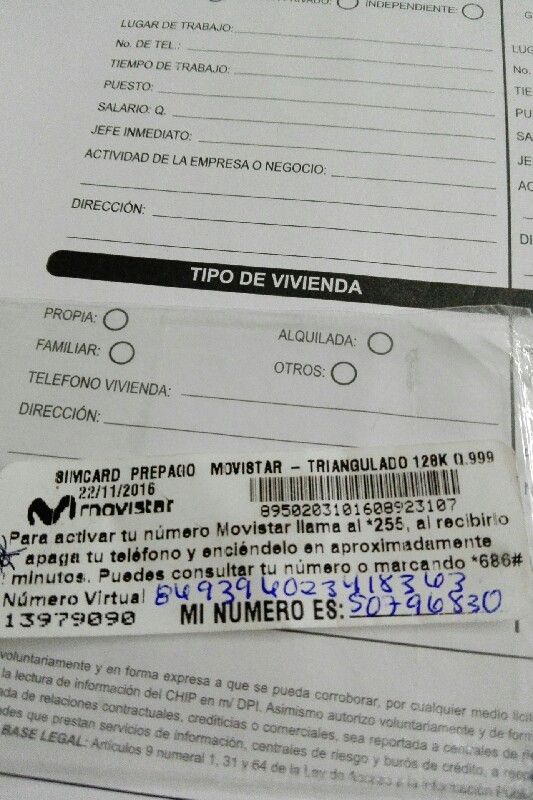 INDEPENDIENTE:
LUGAR DE TRABAJO:
No. DE TEL.:
TIEMPO DE TRABAJO:
PUESTO:
SALARIO: Q.
JEFE INMEDIATO:
ACTIVIDAD DE LA EMPRESA O NEGOCIO:
DIRECCIÓN:
TIPO DE VIVIENDA
PROPIA:
ALQUILADA:
FAMILIAR:
OTROS:
TELEFONO VIVIENDA:
DIRECCIÓN:
SIMCARD PREPAGO MOVISTAR - TRIANGULADO 128K 0.999
22/11/2016
movistar
8950203101608923107
Para activar tu número Movistar llama al *255, al recibirlo
apaga tu teléfono y enciéndelo en aproximadamente
minutos. Puedes consultar tu número o marcando *686#
Número Virtual 849394023418343
13979090 MI NUMERO ES: 50796830
voluntariamente y en forma expresa a que se pueda corroborar, por cualquier medio
la lectura de información del CHIP en mi DPI. Asimismo autorizo voluntariamente y de
de relaciones contractuales, crediticias o comerciales, sea reportada a centrales de
que prestan servicios de información, centrales de riesgo y burós de crédito, a
BASE LEGAL: Artículos 9 numeral 1, 31 y 64 de la Ley de Acceso a la Información